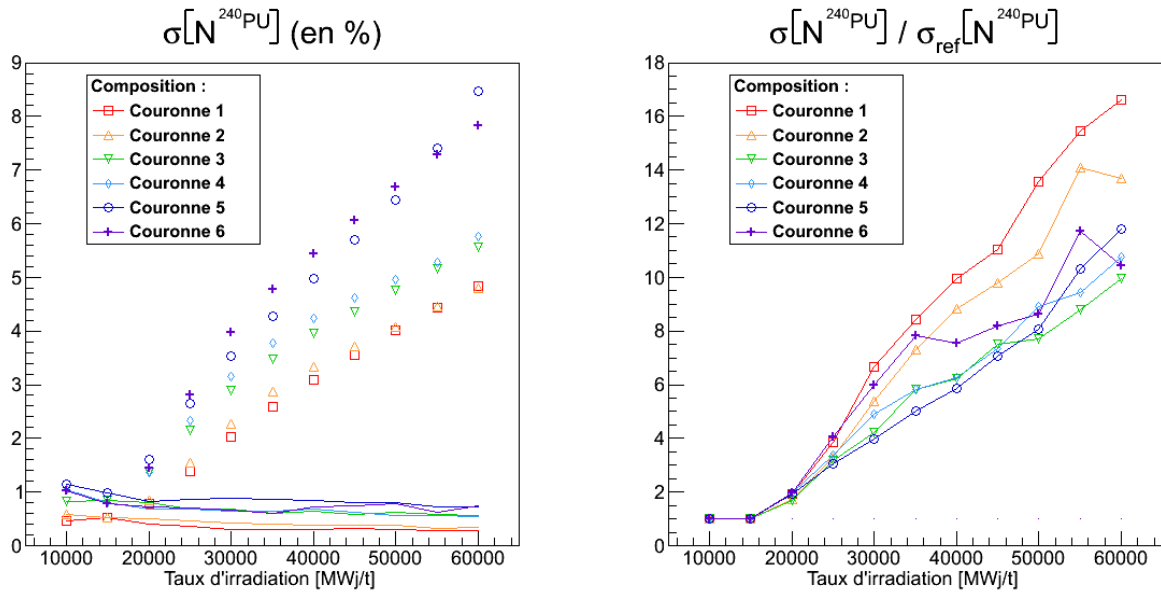 σ[N²⁴⁰PU] (en %)
9
8
7
6
5
4
3
2
1
0
Composition :
Couronne 1
Couronne 2
Couronne 3
Couronne 4
Couronne 5
Couronne 6
10000 20000 30000 40000 50000 60000
Taux d'irradiation [MWj/t]
σ[N²⁴⁰PU] / σref[N²⁴⁰PU]
18
16
14
12
10
8
6
4
2
0
Composition :
Couronne 1
Couronne 2
Couronne 3
Couronne 4
Couronne 5
Couronne 6
10000 20000 30000 40000 50000 60000
Taux d'irradiation [MWj/t]